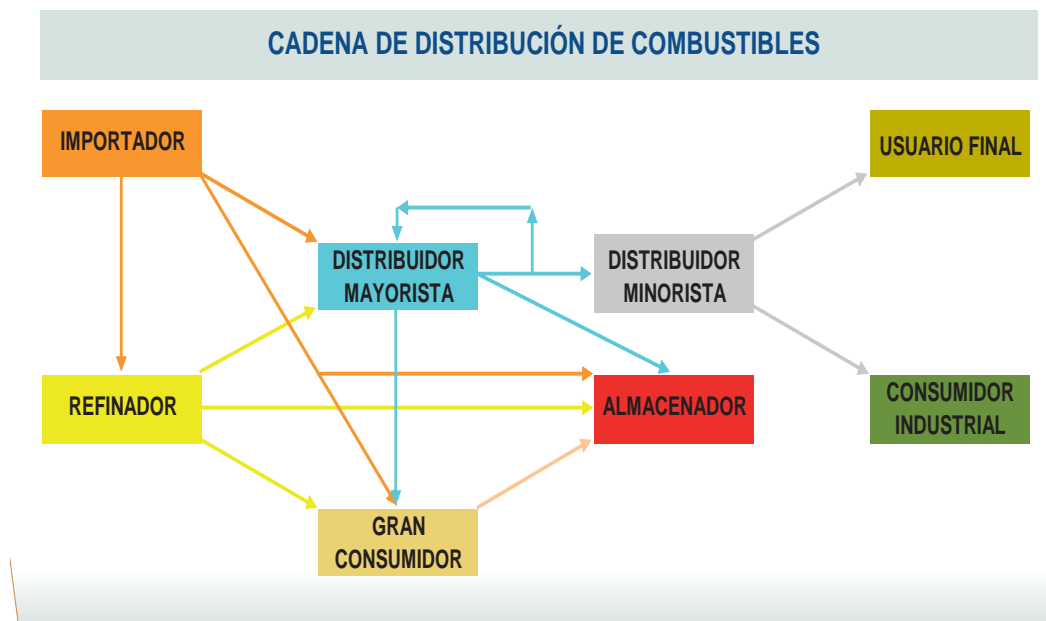 CADENA DE DISTRIBUCIÓN DE COMBUSTIBLES
IMPORTADOR
USUARIO FINAL
DISTRIBUIDOR
MAYORISTA
DISTRIBUIDOR
MINORISTA
REFINADOR
ALMACENADOR
CONSUMIDOR
INDUSTRIAL
GRAN
CONSUMIDOR